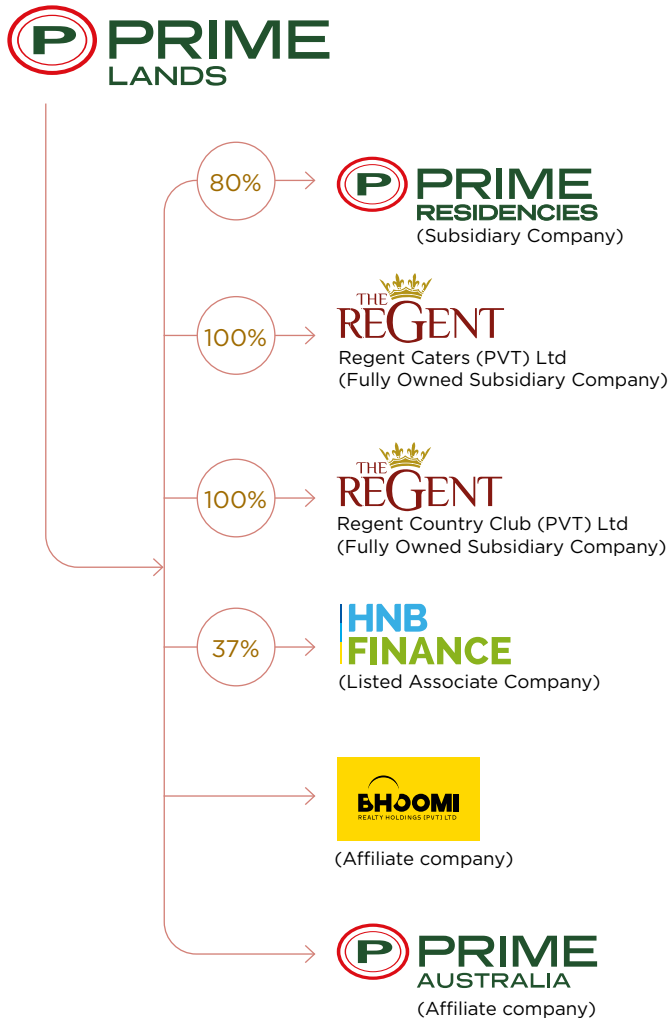 P PRIME
LANDS
80%
P PRIME
RESIDENCIES
(Subsidiary Company)
100%
THE
REGENT
Regent Caters (PVT) Ltd
(Fully Owned Subsidiary Company)
100%
THE
REGENT
Regent Country Club (PVT) Ltd
(Fully Owned Subsidiary Company)
37%
HNB
FINANCE
(Listed Associate Company)
BHOOMI
REALTY HOLDINGS (PVT) LTD
(Affiliate company)
P PRIME
AUSTRALIA
(Affiliate company)